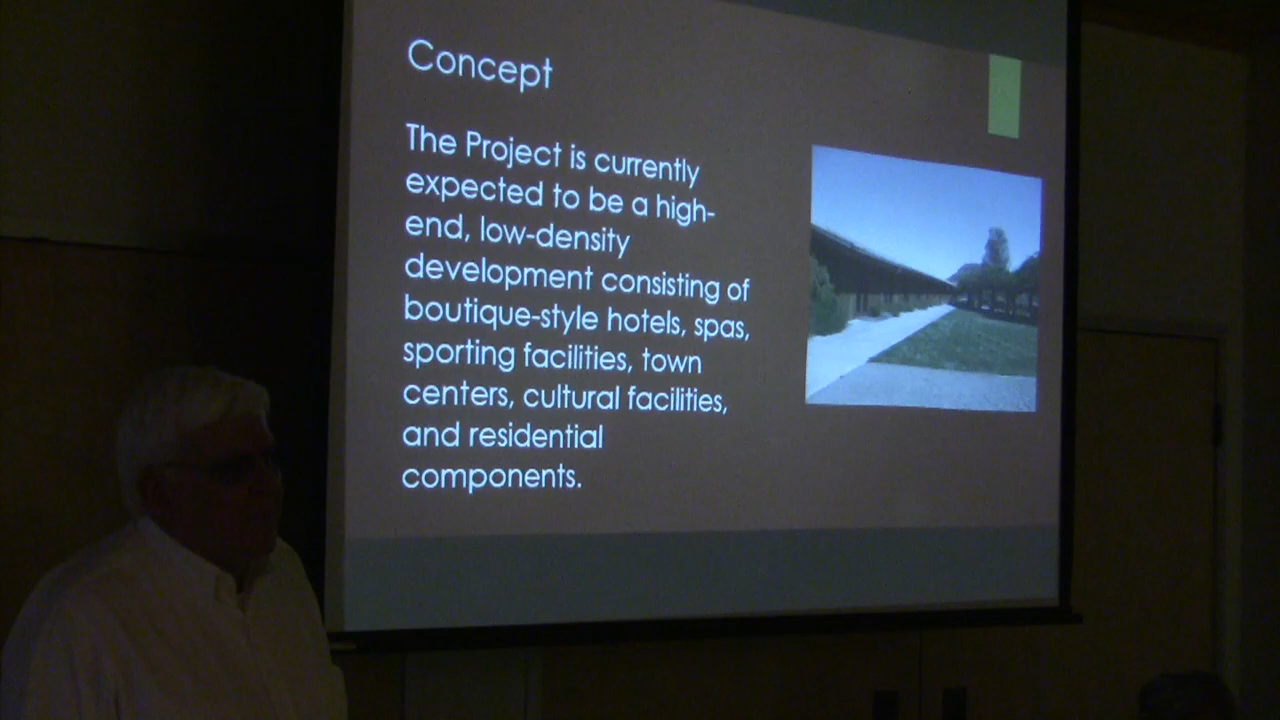 Concept
The Project is currently
expected to be a high-
end, low-density
development consisting of
boutique-style hotels, spas,
sporting facilities, town
centers, cultural facilities,
and residential
components.